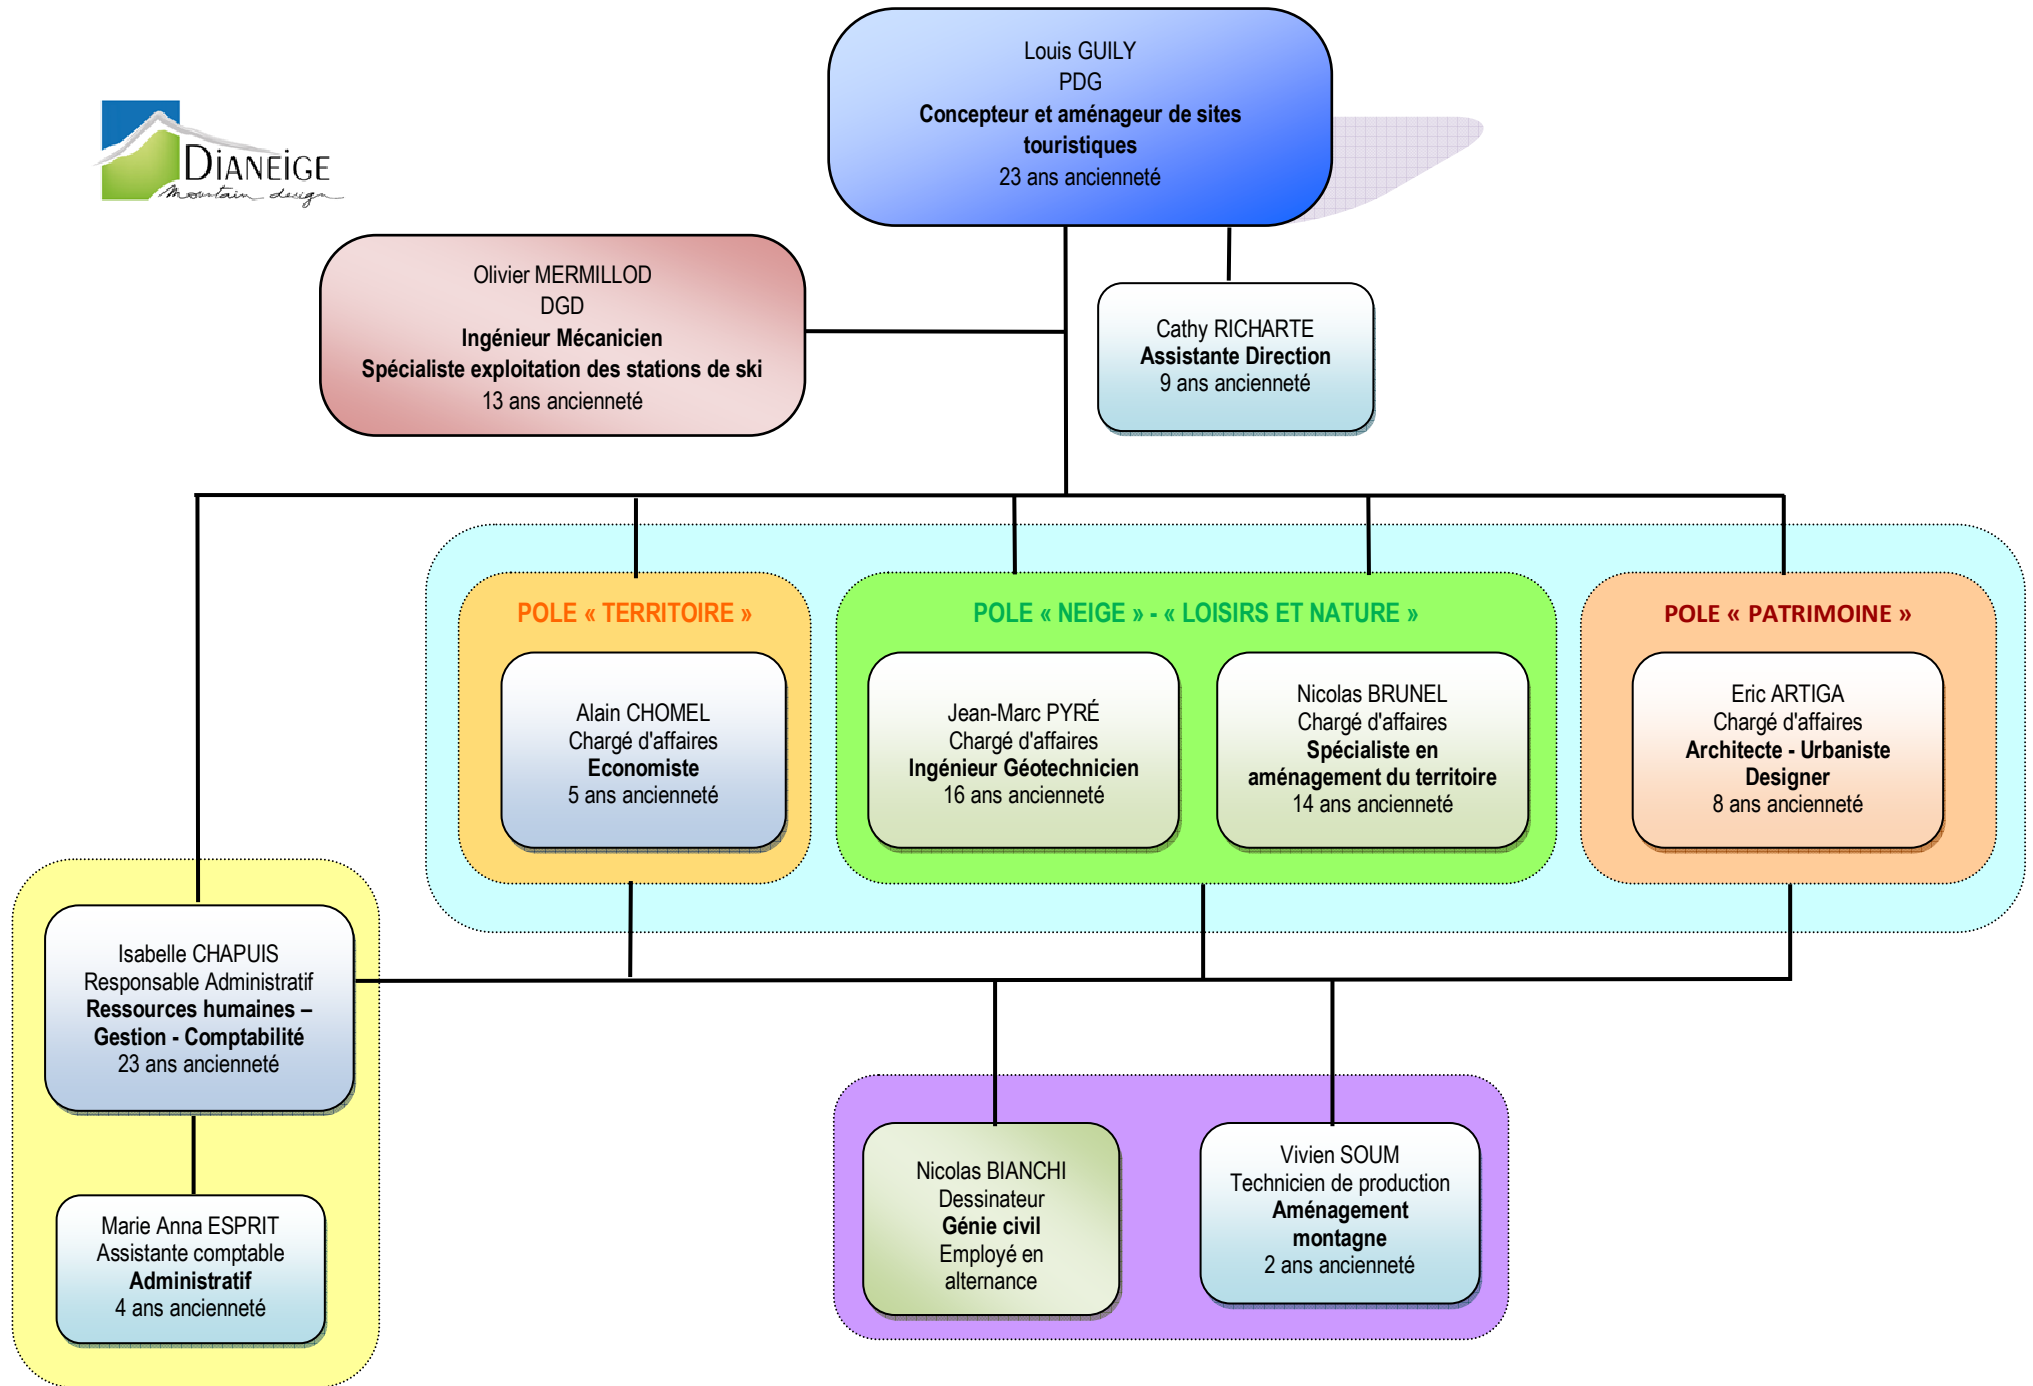 Louis GUILY
PDG
Concepteur et aménageur de sites
touristiques
23 ans ancienneté
DIANEIGE
Mountain design
Olivier MERMILLOD
DGD
Ingénieur Mécanicien
Spécialiste exploitation des stations de ski
13 ans ancienneté
Cathy RICHARTE
Assistante Direction
9 ans ancienneté
POLE « TERRITOIRE »
Alain CHOMEL
Chargé d'affaires
Economiste
5 ans ancienneté
POLE « NEIGE » - « LOISIRS ET NATURE »
Jean-Marc PYRÉ
Chargé d'affaires
Ingénieur Géotechnicien
16 ans ancienneté
Nicolas BRUNEL
Chargé d'affaires
Spécialiste en
aménagement du territoire
14 ans ancienneté
POLE « PATRIMOINE »
Eric ARTIGA
Chargé d'affaires
Architecte - Urbaniste
Designer
8 ans ancienneté
Isabelle CHAPUIS
Responsable Administratif
Ressources humaines –
Gestion - Comptabilité
23 ans ancienneté
Marie Anna ESPRIT
Assistante comptable
Administratif
4 ans ancienneté
Nicolas BIANCHI
Dessinateur
Génie civil
Employé en
alternance
Vivien SOUM
Technicien de production
Aménagement
montagne
2 ans ancienneté